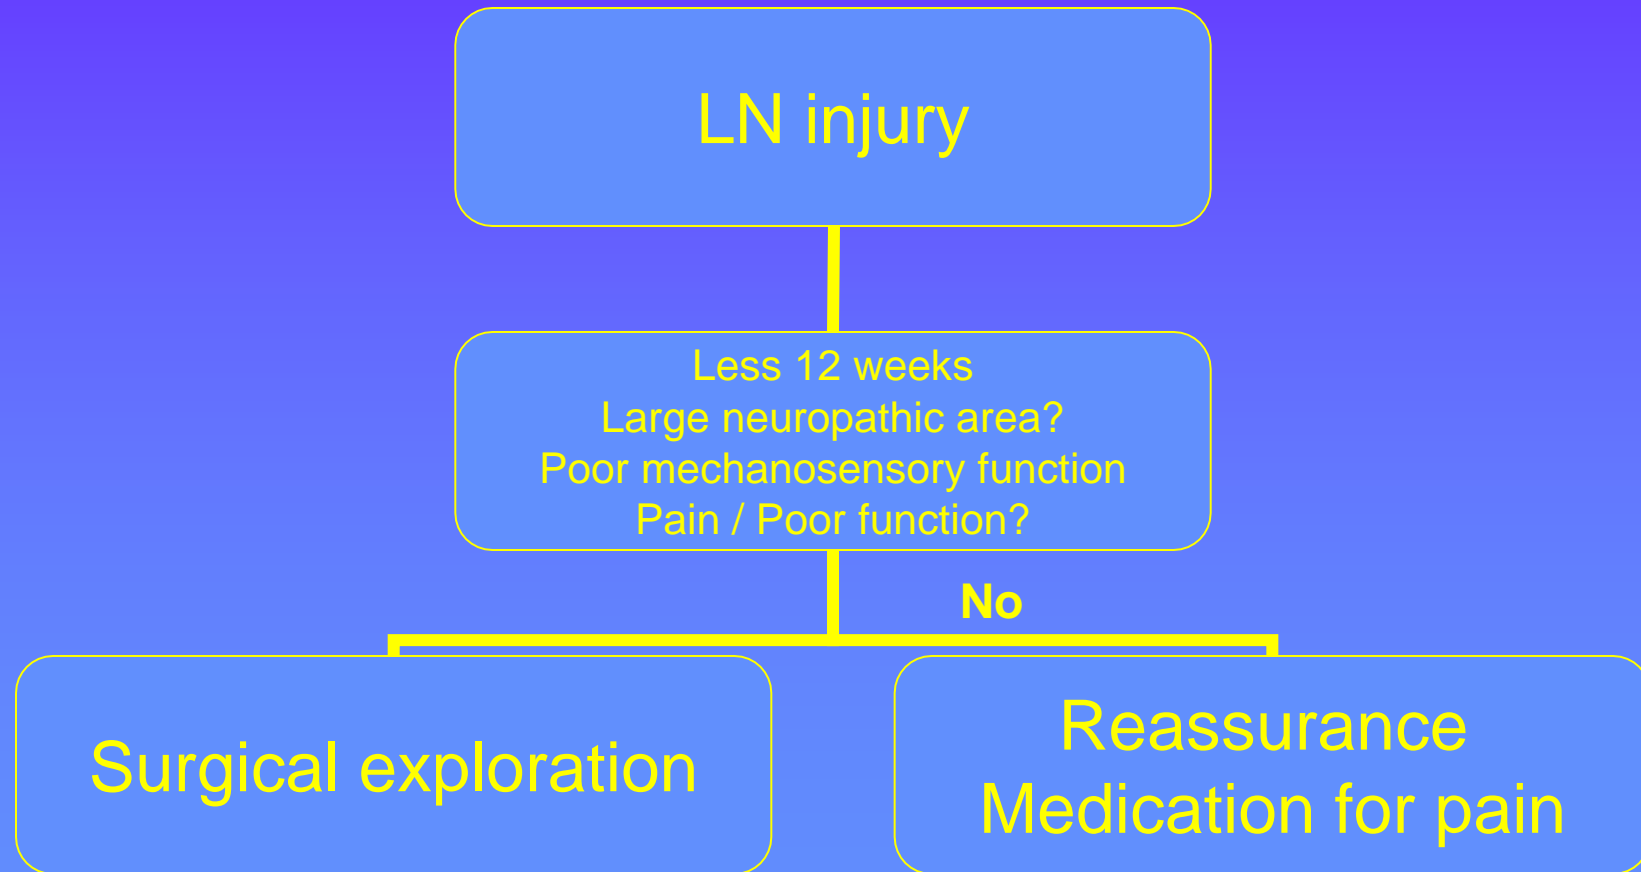 LN injury
Less 12 weeks
Large neuropathic area?
Poor mechanosensory function
Pain / Poor function?
No
Surgical exploration
Reassurance
Medication for pain